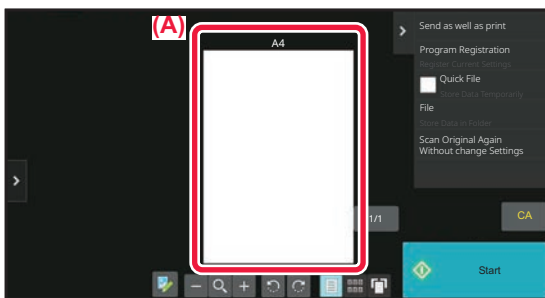 (A)
A4
Send as well as print
Program Registration
Register Current Settings
Quick File
Store Data Temporarily
File
Store Data in Folder
Scan Original Again
Without change Settings
1/1
CA
Start